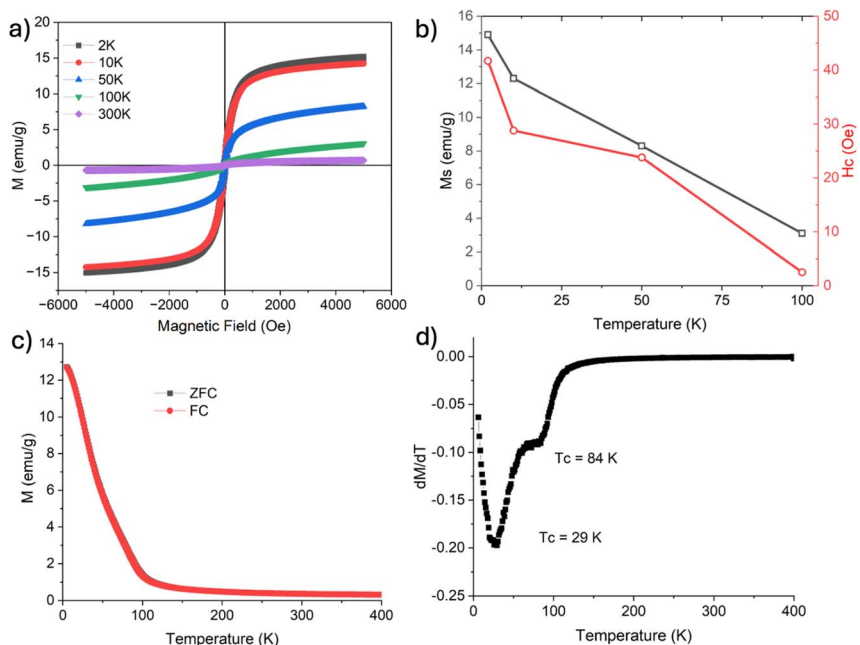 a)
20
15
10
5
0
−5
−10
−15
M (emu/g)
2K
10K
50K
100K
300K
−6000 −4000 −2000 0 2000 4000 6000
Magnetic Field (Oe)
b)
16
14
12
10
8
6
4
2
0
Ms (emu/g)
50
40
30
20
10
0
Hc (Oe)
0 25 50 75 100
Temperature (K)
c)
14
12
10
8
6
4
2
0
M (emu/g)
ZFC
FC
0 100 200 300 400
Temperature (K)
d)
0.00
-0.05
-0.10
-0.15
-0.20
-0.25
dM/dT
Tc = 84 K
Tc = 29 K
0 100 200 300 400
Temperature (K)